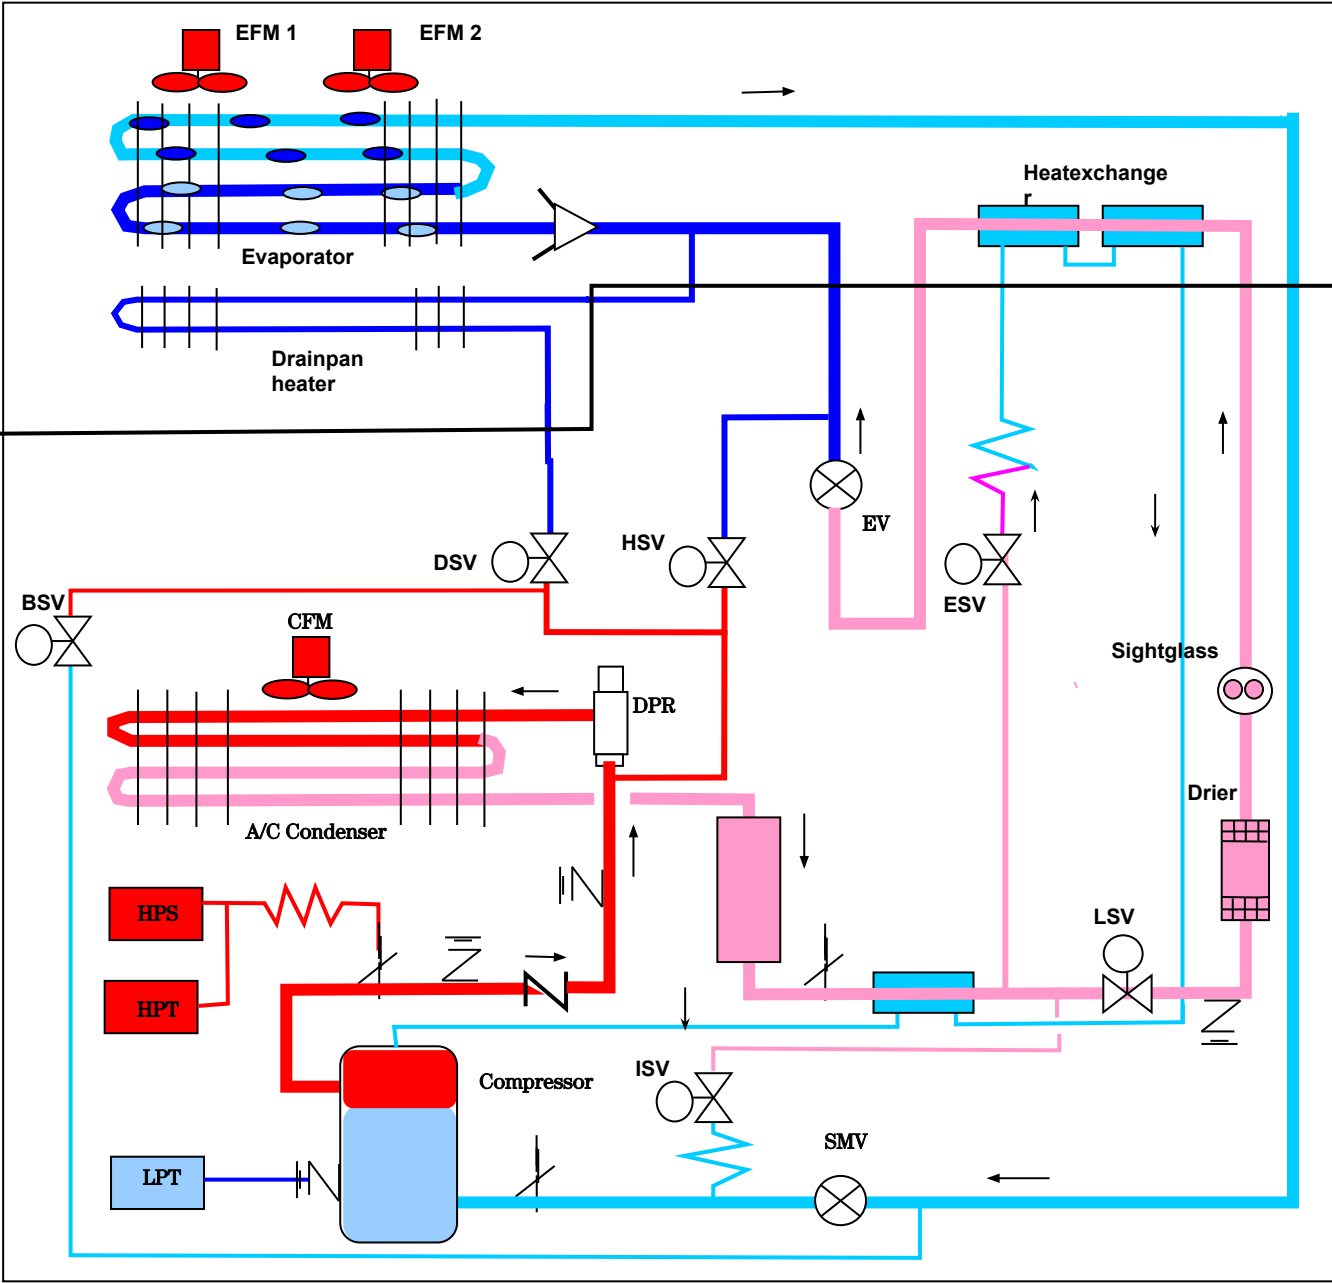 EFM 1
EFM 2
Heatexchange
r
Evaporator
Drainpan
heater
EV
DSV
HSV
ESV
BSV
CFM
Sightglass
DPR
Drier
A/C Condenser
HPS
LSV
HPT
ISV
Compressor
SMV
LPT